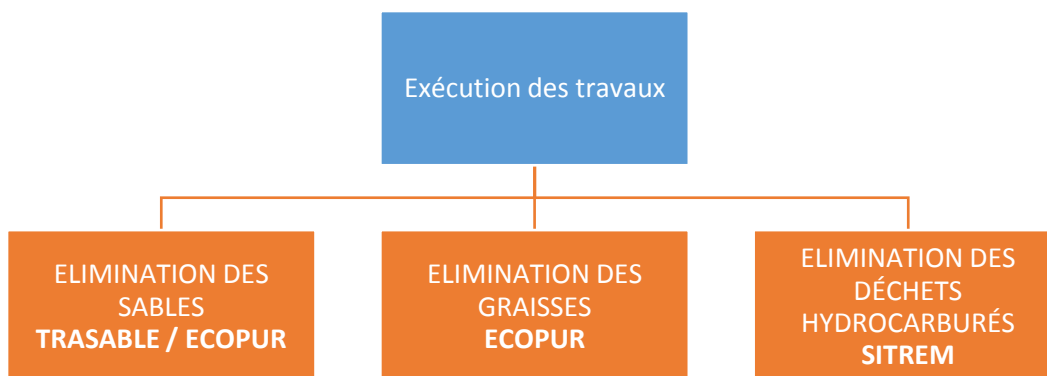 Exécution des travaux
ELIMINATION DES
SABLES
TRASABLE / ECOPUR
ELIMINATION DES
GRAISSES
ECOPUR
ELIMINATION DES
DÉCHETS
HYDROCARBURÉS
SITREM